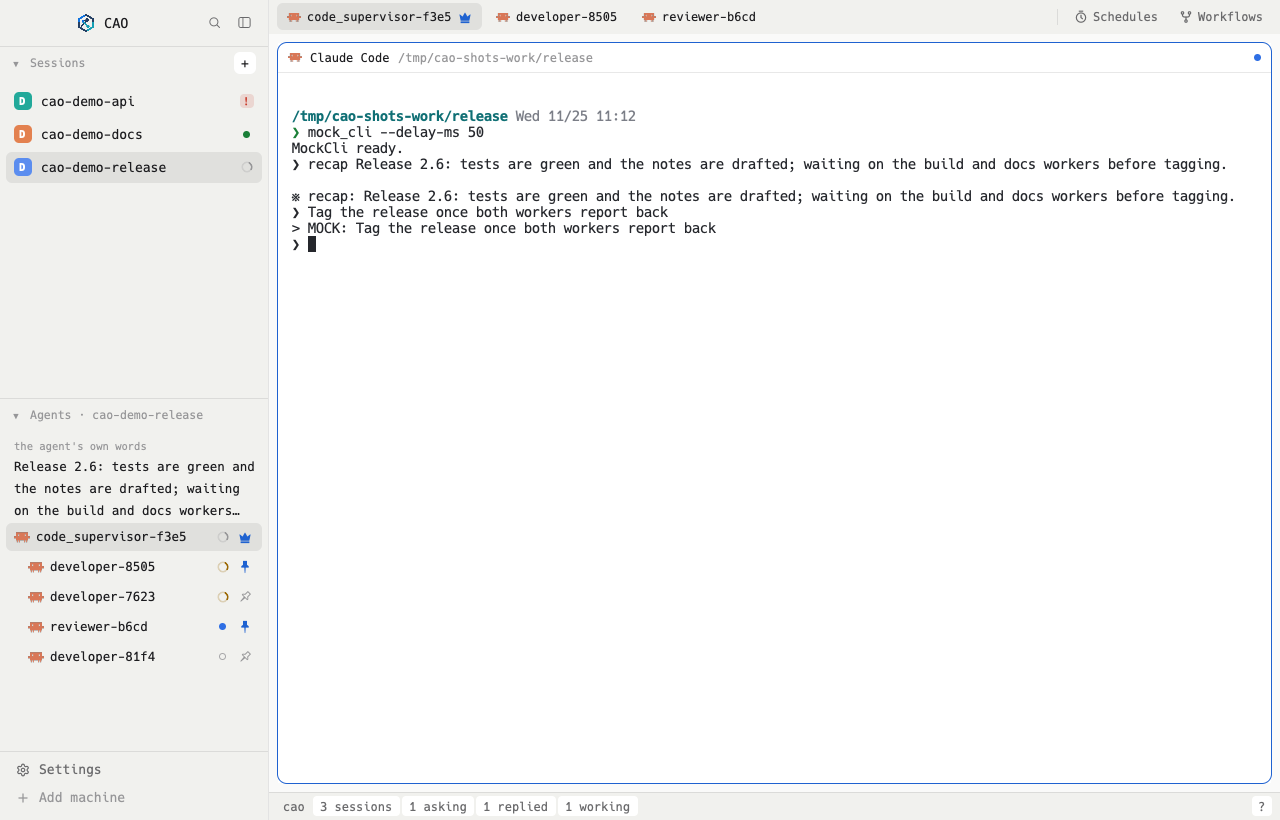 CAO
Sessions
+
D cao-demo-api !
D cao-demo-docs
D cao-demo-release
Agents · cao-demo-release
the agent's own words
Release 2.6: tests are green and
the notes are drafted; waiting
on the build and docs workers…
code_supervisor-f3e5
developer-8505
developer-7623
reviewer-b6cd
developer-81f4
Settings
+ Add machine
code_supervisor-f3e5 developer-8505 reviewer-b6cd Schedules Workflows
Claude Code /tmp/cao-shots-work/release
/tmp/cao-shots-work/release Wed 11/25 11:12
❯ mock_cli --delay-ms 50
MockCli ready.
❯ recap Release 2.6: tests are green and the notes are drafted; waiting on the build and docs workers before tagging.
※ recap: Release 2.6: tests are green and the notes are drafted; waiting on the build and docs workers before tagging.
❯ Tag the release once both workers report back
> MOCK: Tag the release once both workers report back
❯
cao 3 sessions 1 asking 1 replied 1 working ?